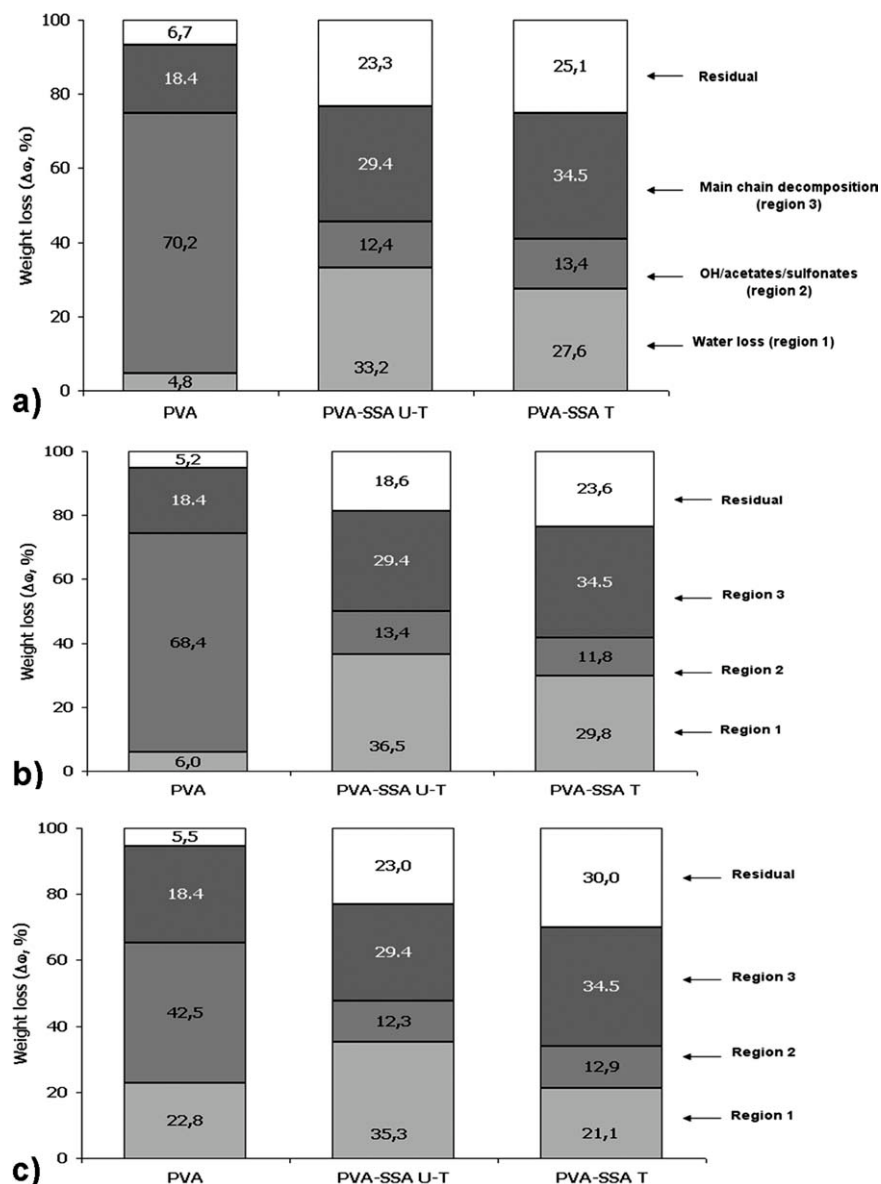 100
80
60
40
20
0
Weight loss (Δω, %)
6,7
18.4
70,2
4,8
23,3
29.4
12,4
33,2
25,1
34.5
13,4
27,6
Residual
Main chain decomposition
(region 3)
OH/acetates/sulfonates
(region 2)
Water loss (region 1)
PVA
PVA-SSA U-T
PVA-SSA T
a)
100
80
60
40
20
0
Weight loss (Δω, %)
5,2
18.4
68,4
6,0
18,6
29.4
13,4
36,5
23,6
34.5
11,8
29,8
Residual
Region 3
Region 2
Region 1
PVA
PVA-SSA U-T
PVA-SSA T
b)
100
80
60
40
20
0
Weight loss (Δω, %)
5,5
18.4
42,5
22,8
23,0
29.4
12,3
35,3
30,0
34.5
12,9
21,1
Residual
Region 3
Region 2
Region 1
PVA
PVA-SSA U-T
PVA-SSA T
c)